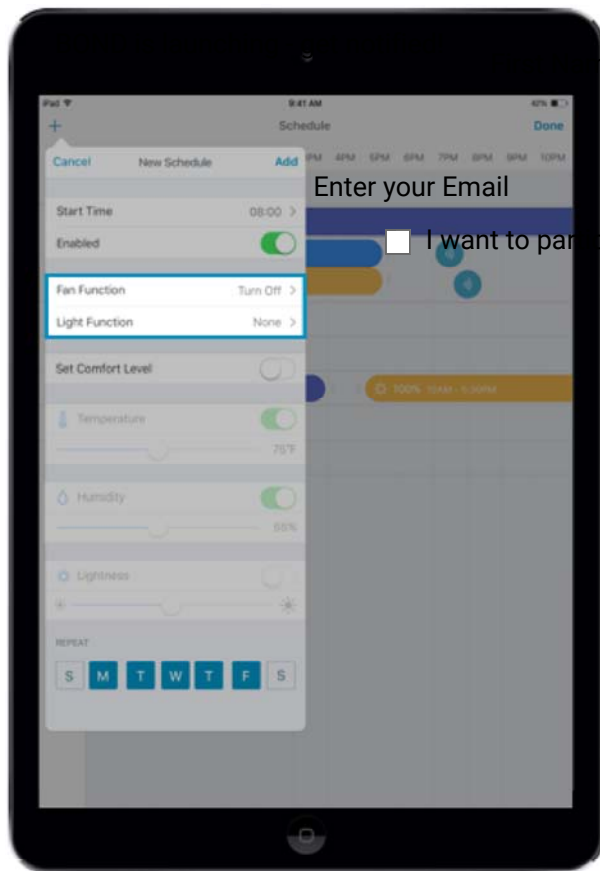 iPad 9:41 AM 42%
Schedule Done
Cancel New Schedule Add
PM 4PM 5PM 6PM 7PM 8PM 9PM 10PM
Enter your Email
Start Time 08:00 >
Enabled
I want to par
Fan Function Turn Off >
Light Function None >
Set Comfort Level
100%
Temperature
75°F
Humidity
Lightness
REPEAT
S M T W T F S